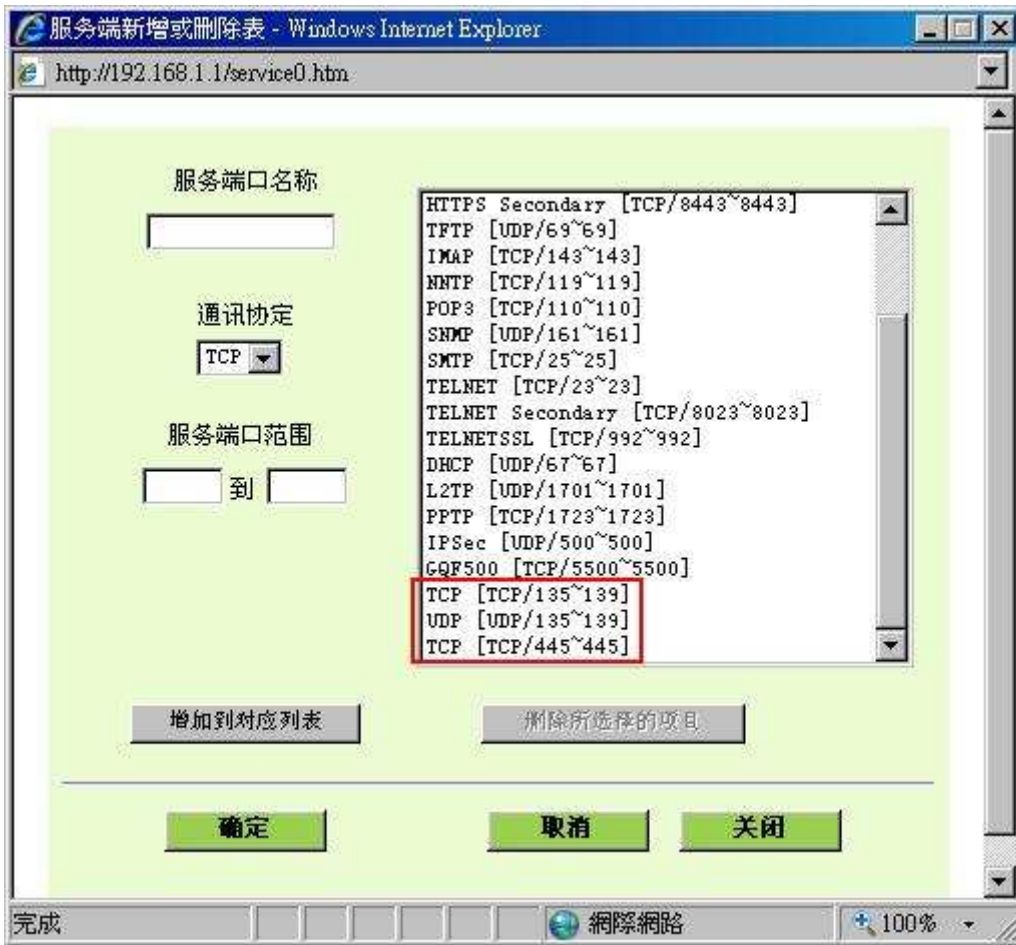 服务端新增或删除表 - Windows Internet Explorer
http://192.168.1.1/service0.htm
服务端口名称
通讯协定
TCP
服务端口范围
到
HTTPS Secondary [TCP/8443~8443]
TFTP [UDP/69~69]
IMAP [TCP/143~143]
NNTP [TCP/119~119]
POP3 [TCP/110~110]
SNMP [UDP/161~161]
SMTP [TCP/25~25]
TELNET [TCP/23~23]
TELNET Secondary [TCP/8023~8023]
TELNETSSL [TCP/992~992]
DHCP [UDP/67~67]
L2TP [UDP/1701~1701]
PPTP [TCP/1723~1723]
IPSec [UDP/500~500]
GQF500 [TCP/5500~5500]
TCP [TCP/135~139]
UDP [UDP/135~139]
TCP [TCP/445~445]
增加到对应列表
删除所选择的项目
确定
取消
关闭
完成
網際網路
100%